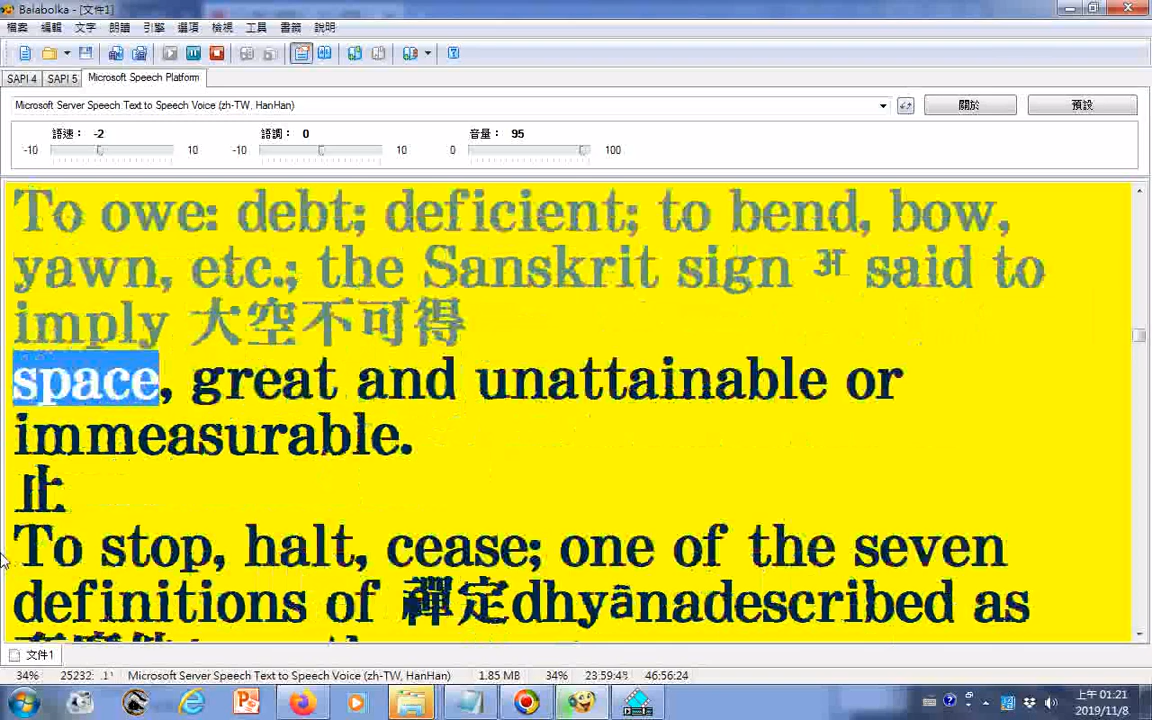 Balabolka - [文件1]
檔案 編輯 文字 朗讀 引擎 選項 檢視 工具 書籤 說明
SAPI 4 SAPI 5 Microsoft Speech Platform
Microsoft Server Speech Text to Speech Voice (zh-TW, HanHan) 關於 預設
語速： -2 語調： 0 音量： 95
-10 10 -10 10 0 100
To owe: debt; deficient; to bend, bow,
yawn, etc.; the Sanskrit sign अ said to
imply 大空不可得
space, great and unattainable or
immeasurable.
止
To stop, halt, cease; one of the seven
definitions of 禪定dhyānadescribed as
文件1
34% Microsoft Server Speech Text to Speech Voice (zh-TW, HanHan) 1.85 MB 34% 46:56:24
上午 01:21
2019/11/8